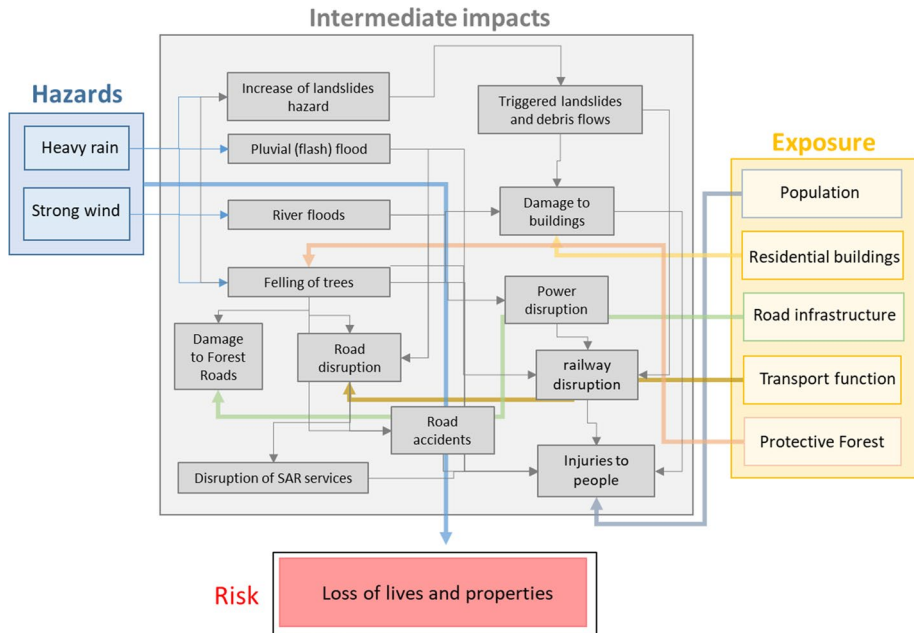 Intermediate impacts
Hazards
Heavy rain
Strong wind
Increase of landslides
hazard
Pluvial (flash) flood
River floods
Felling of trees
Damage
to Forest
Roads
Road
disruption
Disruption of SAR services
Triggered landslides
and debris flows
Damage to
buildings
Power
disruption
railway
disruption
Road
accidents
Injuries to
people
Exposure
Population
Residential buildings
Road infrastructure
Transport function
Protective Forest
Risk
Loss of lives and properties